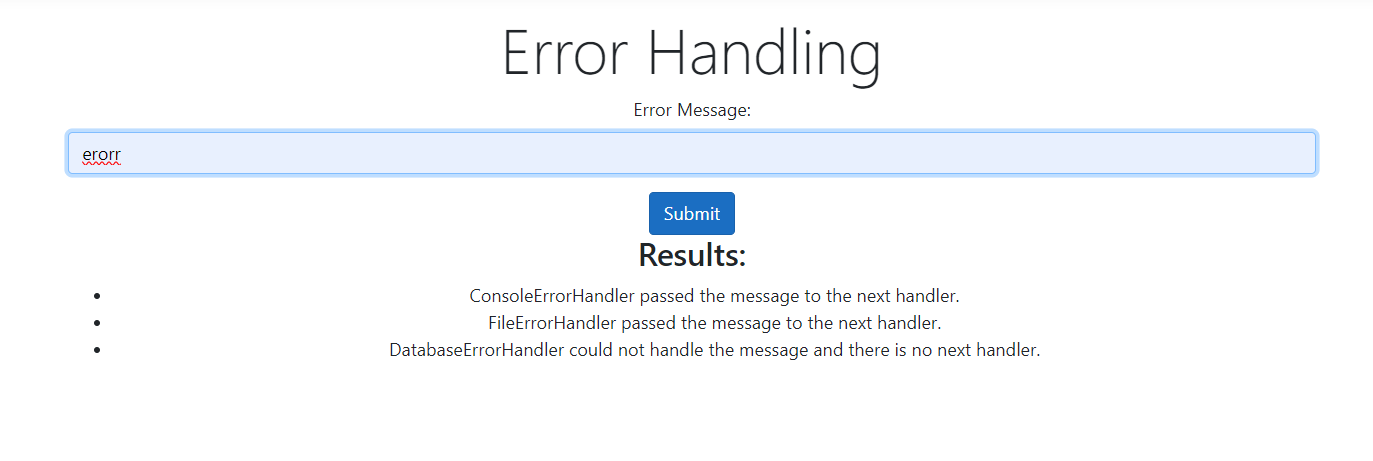 Error Handling
Error Message:
erorr
Submit
Results:
ConsoleErrorHandler passed the message to the next handler.
FileErrorHandler passed the message to the next handler.
DatabaseErrorHandler could not handle the message and there is no next handler.